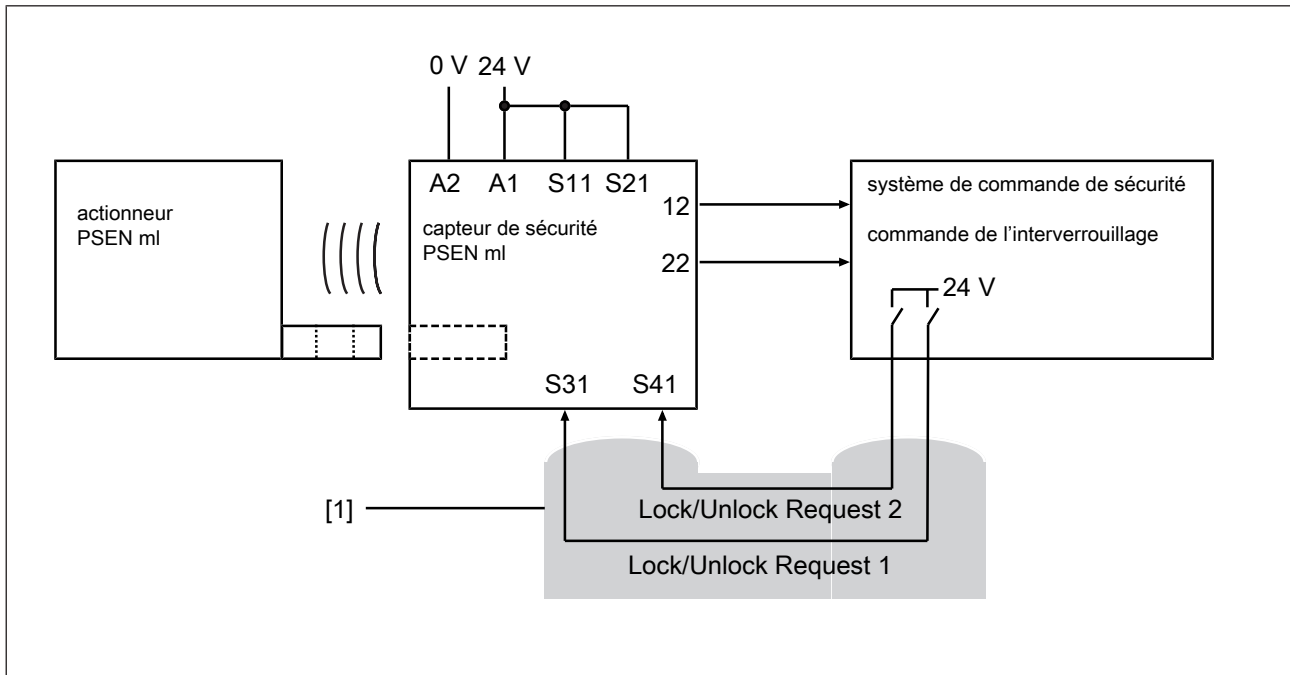 0 V 24 V
A2 A1 S11 S21
12
22
actionneur
PSEN ml
capteur de sécurité
PSEN ml
système de commande de sécurité
commande de l’interverrouillage
24 V
S31 S41
[1]
Lock/Unlock Request 2
Lock/Unlock Request 1